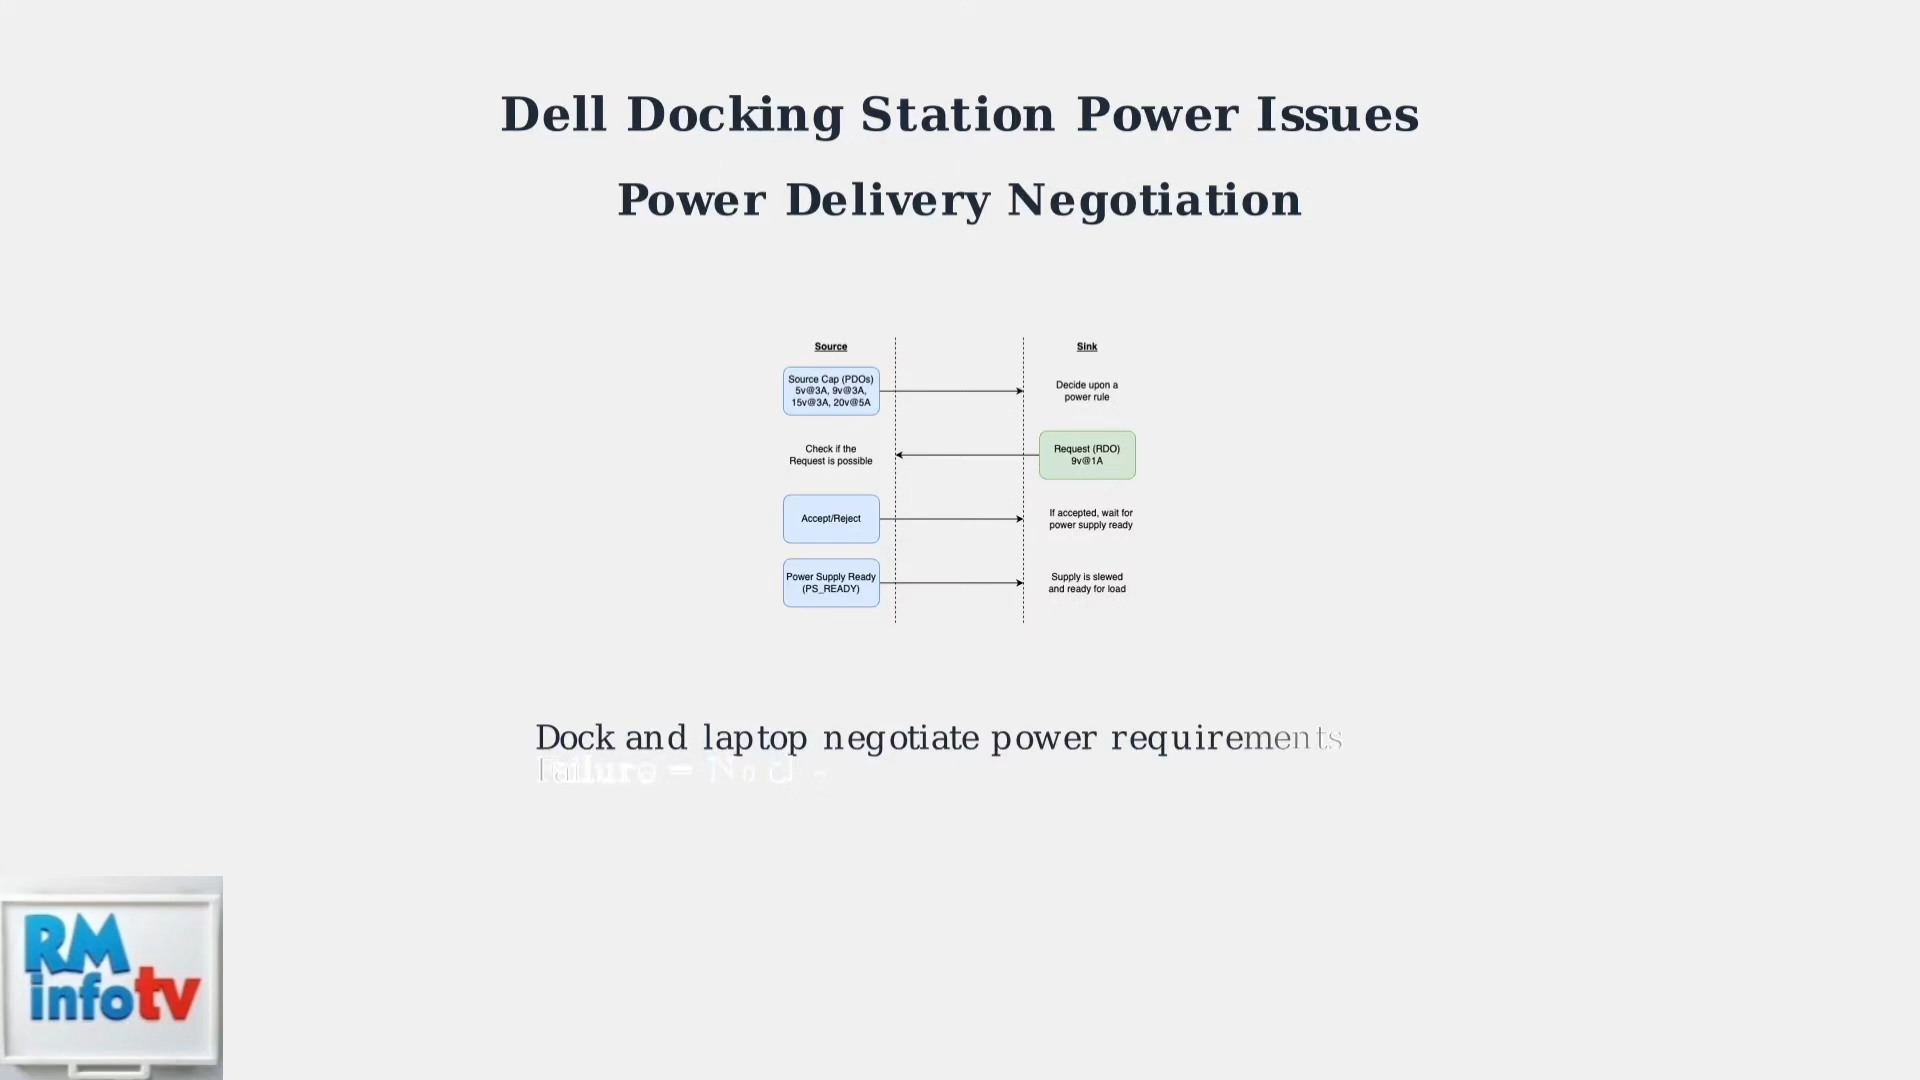 Dell Docking Station Power Issues
Power Delivery Negotiation
Source
Sink
Source Cap (PDOs)
5v@3A, 9v@3A,
15v@3A, 20v@5A
Decide upon a
power rule
Check if the
Request is possible
Request (RDO)
9v@1A
Accept/Reject
If accepted, wait for
power supply ready
Power Supply Ready
(PS_READY)
Supply is slewed
and ready for load
Dock and laptop negotiate power requirements
Failure = No
RM
infotv